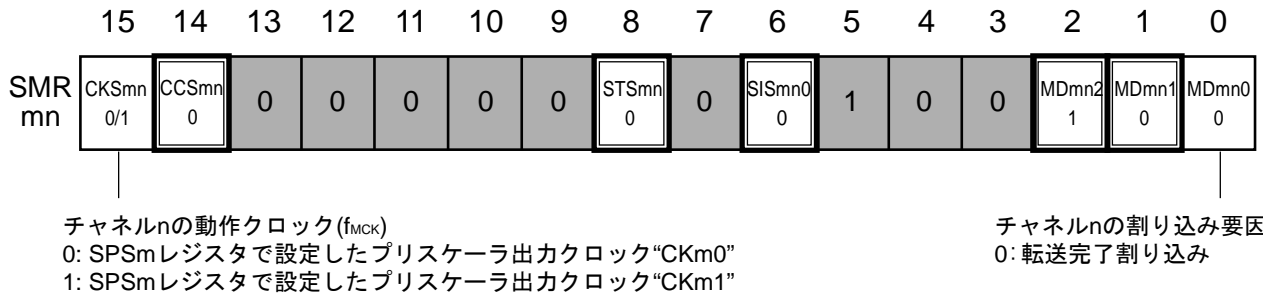 15 14 13 12 11 10 9 8 7 6 5 4 3 2 1 0
SMR
mn
CKSmn CCSmn STSmn SISmn0 MDmn2 MDmn1 MDmn0
0/1 0 0 0 0 0 0 0 0 0 1 0 0 1 0 0
チャネルnの動作クロック(fMCK)
0: SPSmレジスタで設定したプリスケーラ出力クロック“CKm0”
1: SPSmレジスタで設定したプリスケーラ出力クロック“CKm1”
チャネルnの割り込み要因
0: 転送完了割り込み